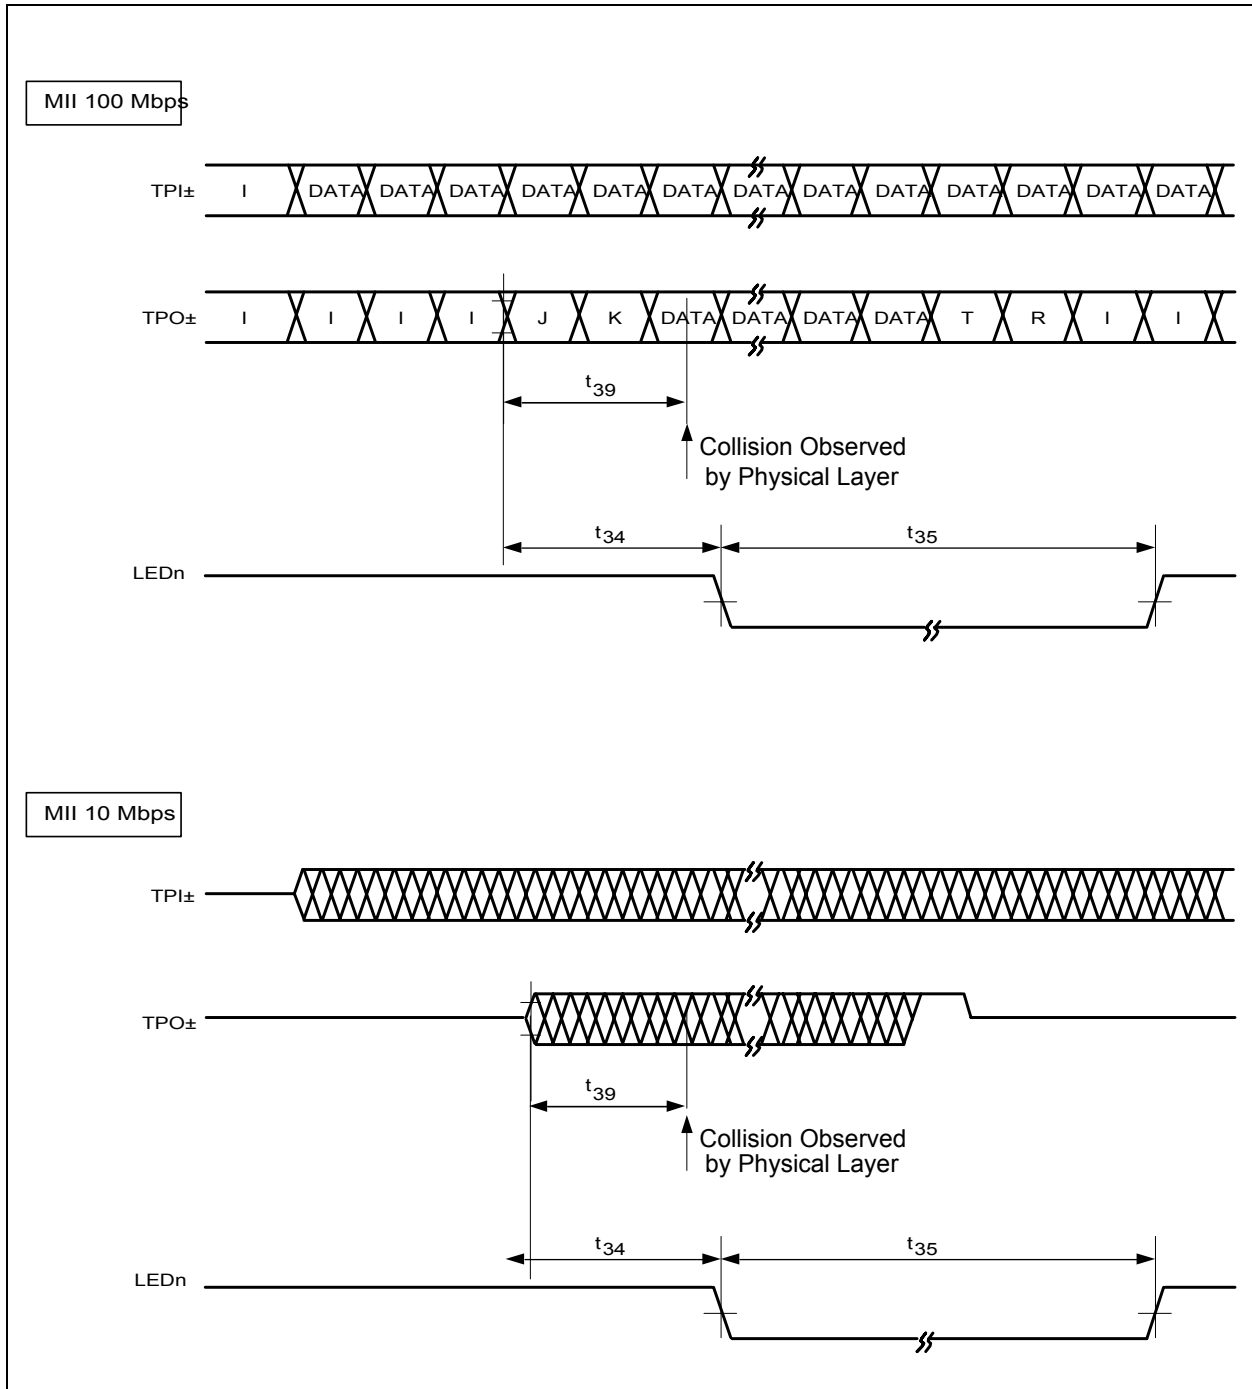 MII 100 Mbps
TPI± I DATA DATA DATA DATA DATA DATA DATA DATA DATA DATA DATA DATA DATA
TPO± I I I I J K DATA DATA DATA DATA T R I I
t39
Collision Observed
by Physical Layer
t34 t35
LEDn
MII 10 Mbps
TPI±
TPO±
t39
Collision Observed
by Physical Layer
t34 t35
LEDn